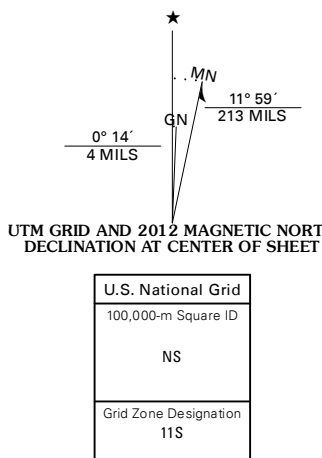 MN
11° 59´
213 MILS
GN
0° 14´
4 MILS
UTM GRID AND 2012 MAGNETIC NORT
DECLINATION AT CENTER OF SHEET
U.S. National Grid
100,000-m Square ID
NS
Grid Zone Designation
11S